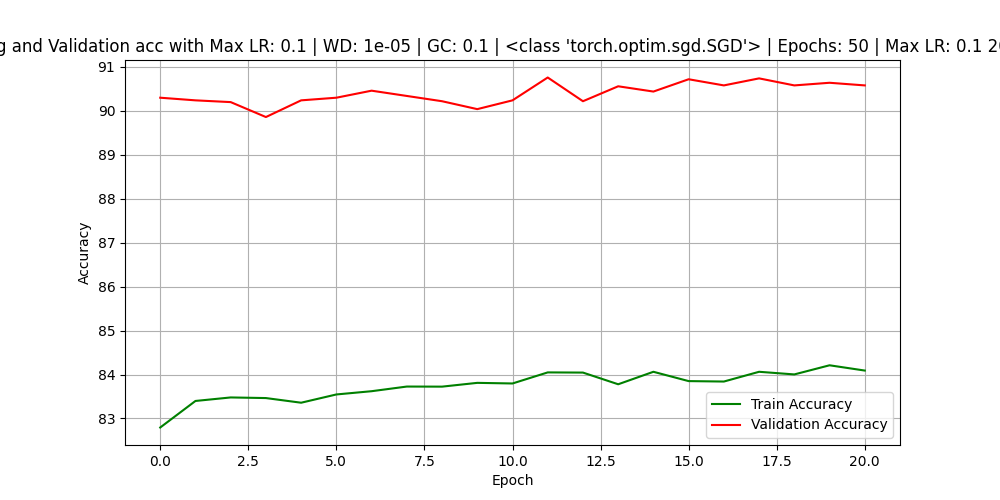 g and Validation acc with Max LR: 0.1 | WD: 1e-05 | GC: 0.1 | <class 'torch.optim.sgd.SGD'> | Epochs: 50 | Max LR: 0.1 20
91
90
89
88
87
86
85
84
83
Accuracy
Train Accuracy
Validation Accuracy
0.0 2.5 5.0 7.5 10.0 12.5 15.0 17.5 20.0
Epoch